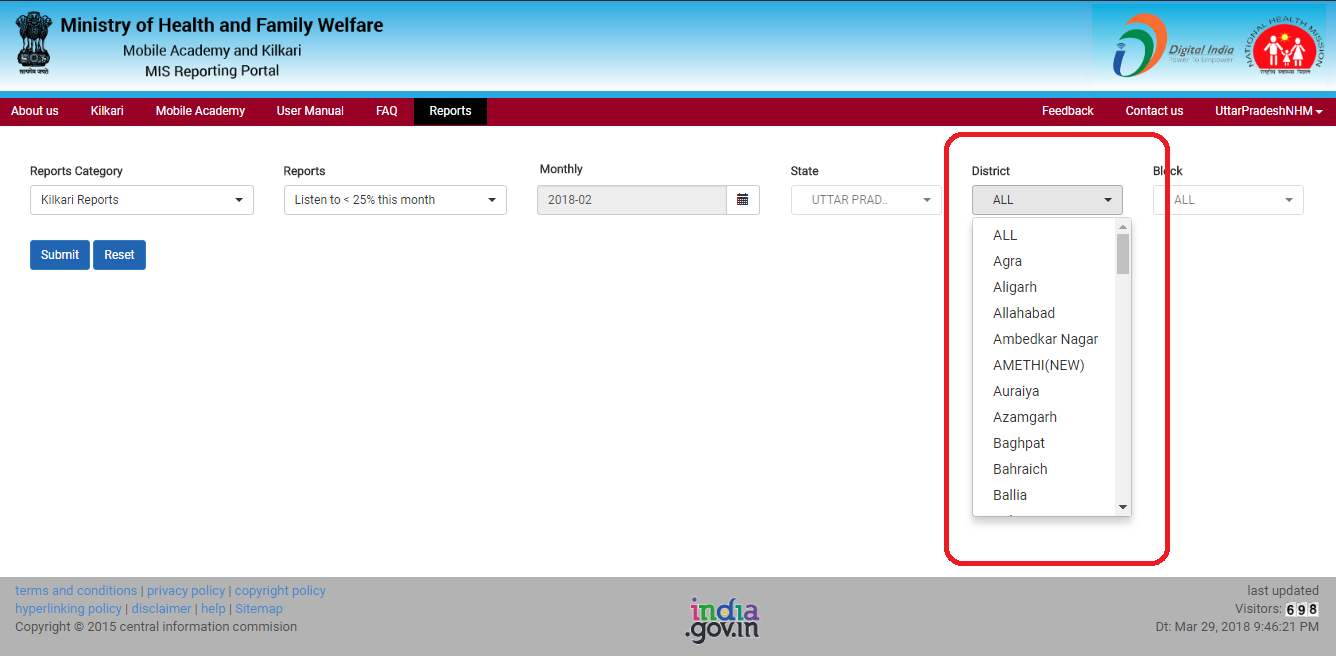 Ministry of Health and Family Welfare
Mobile Academy and Kilkari
MIS Reporting Portal
सत्यमेव जयते
Digital India
Power To Empower
NATIONAL HEALTH MISSION
राष्ट्रीय स्वास्थ्य मिशन
About us Kilkari Mobile Academy User Manual FAQ Reports Feedback Contact us UttarPradeshNHM
Reports Category Reports Monthly State District Block
Kilkari Reports Listen to < 25% this month 2018-02 UTTAR PRAD.. ALL ALL
Submit Reset
ALL
Agra
Aligarh
Allahabad
Ambedkar Nagar
AMETHI(NEW)
Auraiya
Azamgarh
Baghpat
Bahraich
Ballia
terms and conditions | privacy policy | copyright policy
hyperlinking policy | disclaimer | help | Sitemap
Copyright © 2015 central information commision
india
.gov.in
last updated
Visitors: 698
Dt: Mar 29, 2018 9:46:21 PM